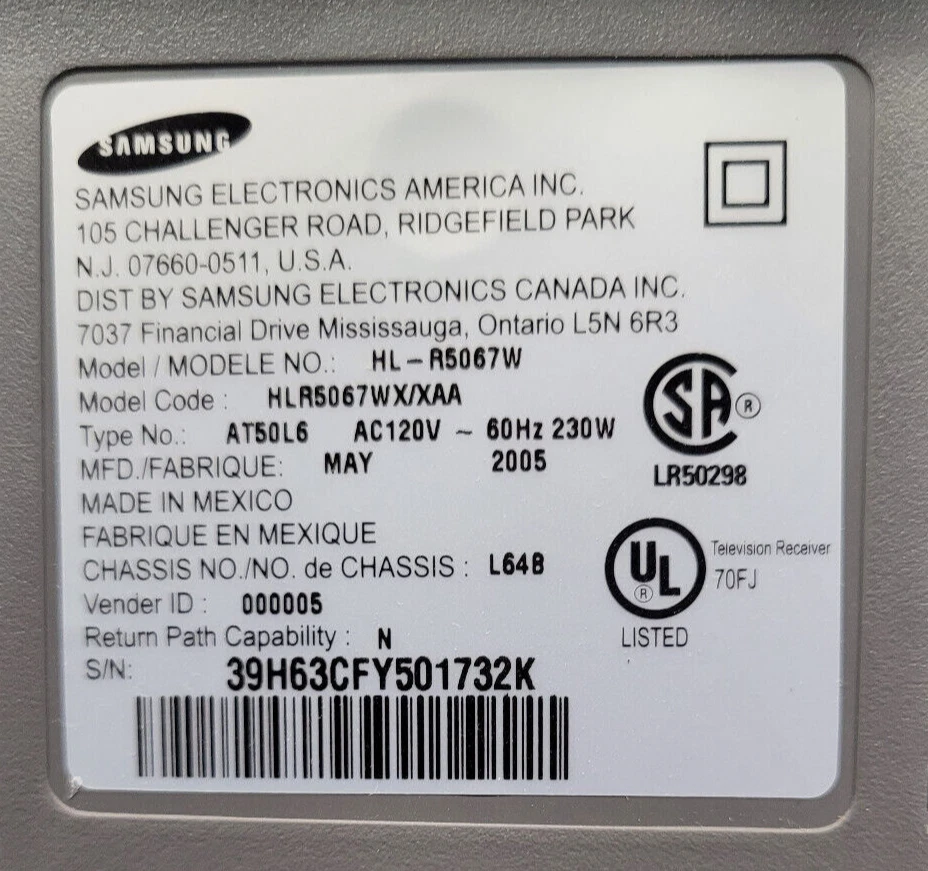 SAMSUNG
SAMSUNG ELECTRONICS AMERICA INC.
105 CHALLENGER ROAD, RIDGEFIELD PARK
N.J. 07660-0511, U.S.A.
DIST BY SAMSUNG ELECTRONICS CANADA INC.
7037 Financial Drive Mississauga, Ontario L5N 6R3
Model / MODELE NO.: HL-R5067W
Model Code : HLR5067WX/XAA
Type No.: AT50L6 AC120V ~ 60Hz 230W
MFD./FABRIQUE: MAY 2005
MADE IN MEXICO
FABRIQUE EN MEXIQUE
CHASSIS NO./NO. de CHASSIS : L64B
Vender ID : 000005
Return Path Capability : N
S/N: 39H63CFY501732K
SA ®
LR50298
UL ®
Television Receiver
70FJ
LISTED